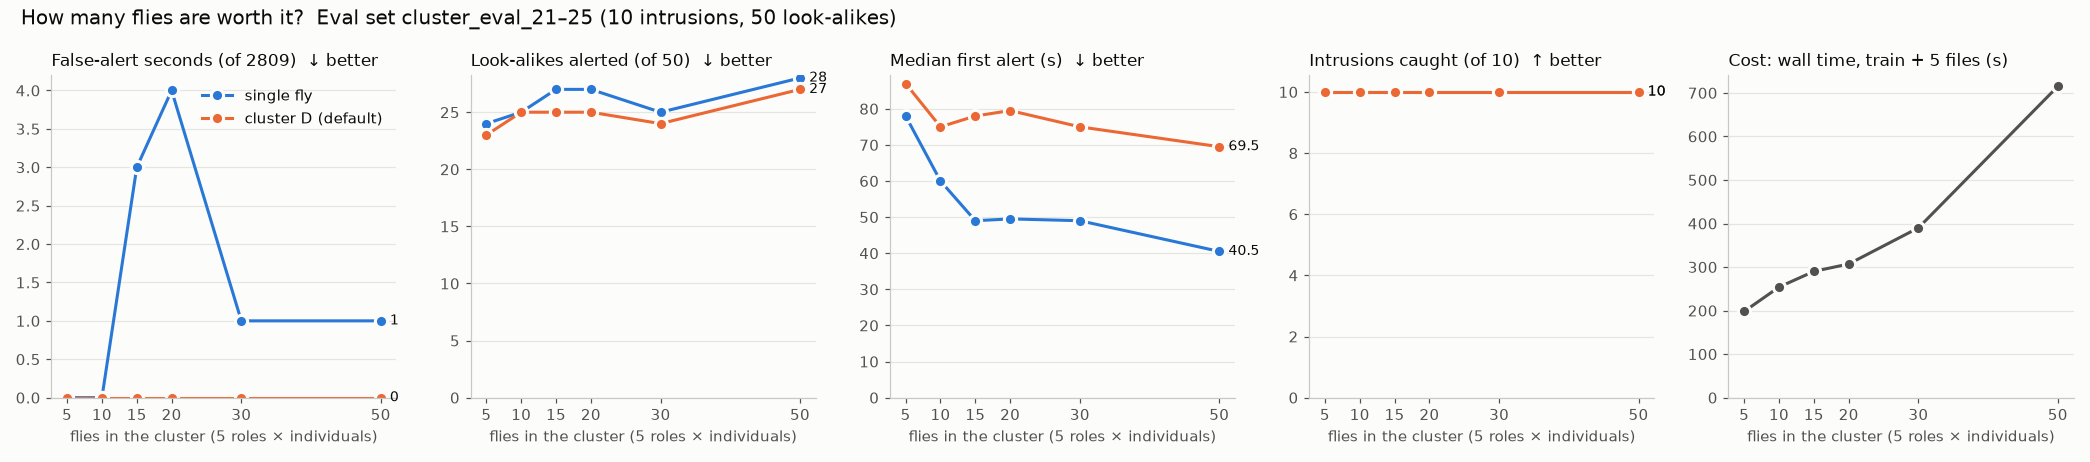 How many flies are worth it?  Eval set cluster_eval_21–25 (10 intrusions, 50 look-alikes)
False-alert seconds (of 2809)  ↓ better
4.0
3.5
3.0
2.5
2.0
1.5
1.0
0.5
0.0
single fly
cluster D (default)
1
0
5 10 15 20 30 50
flies in the cluster (5 roles × individuals)
Look-alikes alerted (of 50)  ↓ better
25
20
15
10
5
0
28
27
5 10 15 20 30 50
flies in the cluster (5 roles × individuals)
Median first alert (s)  ↓ better
80
70
60
50
40
30
20
10
0
69.5
40.5
5 10 15 20 30 50
flies in the cluster (5 roles × individuals)
Intrusions caught (of 10)  ↑ better
10
8
6
4
2
0
10
5 10 15 20 30 50
flies in the cluster (5 roles × individuals)
Cost: wall time, train + 5 files (s)
700
600
500
400
300
200
100
0
5 10 15 20 30 50
flies in the cluster (5 roles × individuals)